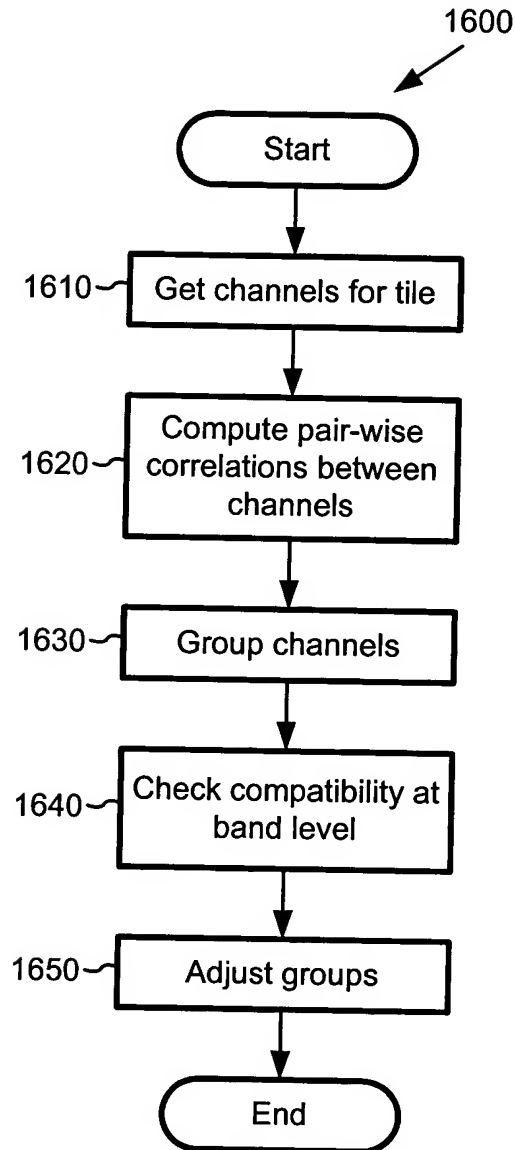 1600
Start
1610
Get channels for tile
1620
Compute pair-wise
correlations between
channels
1630
Group channels
1640
Check compatibility at
band level
1650
Adjust groups
End